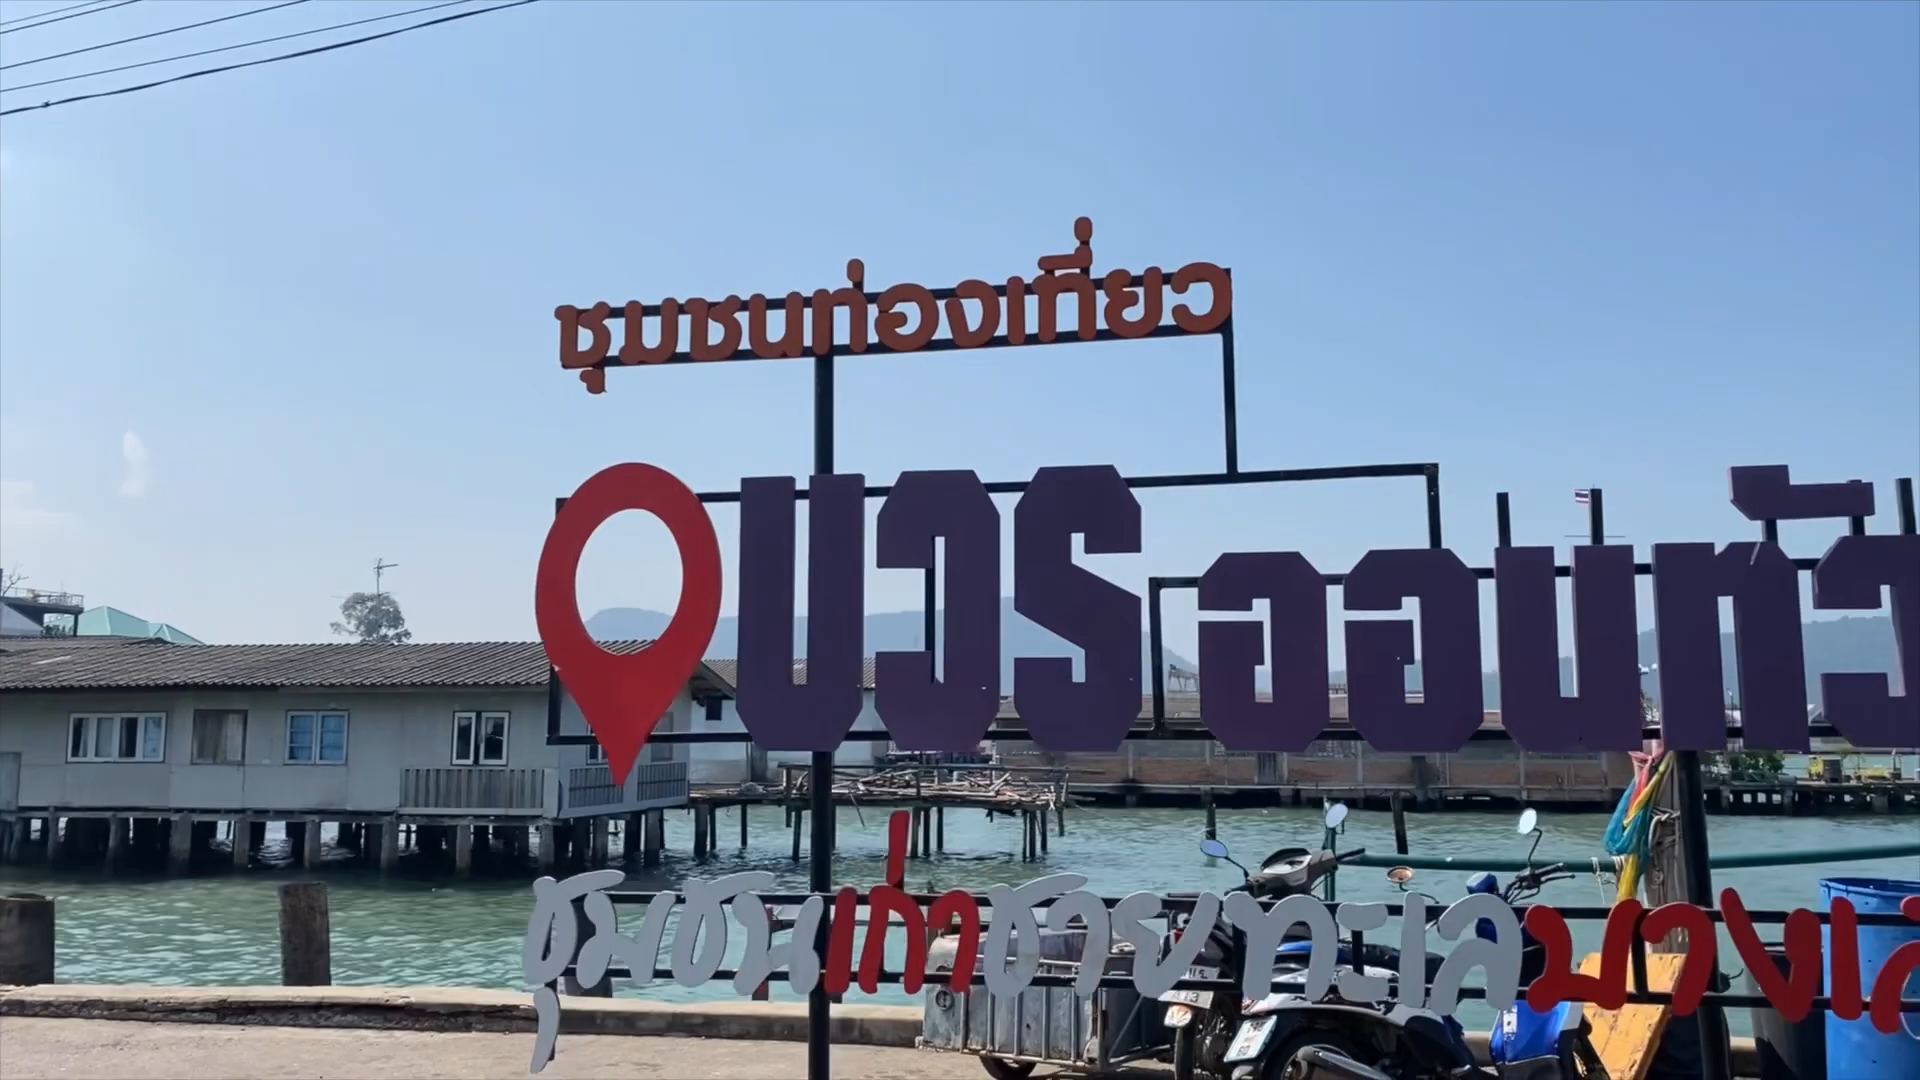 ชุมชนท่องเที่ยว
บวร ออนทัว
ชุมชนเก่าชายทะเลบางเ